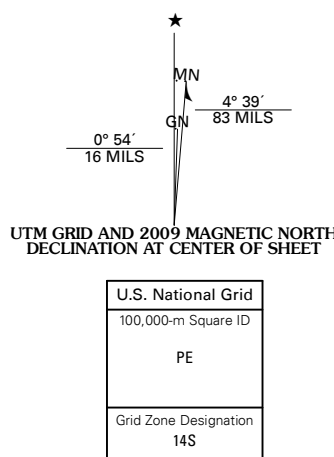 ★
MN
4° 39´
83 MILS
GN
0° 54´
16 MILS
UTM GRID AND 2009 MAGNETIC NORTH
DECLINATION AT CENTER OF SHEET
U.S. National Grid
100,000-m Square ID
PE
Grid Zone Designation
14S